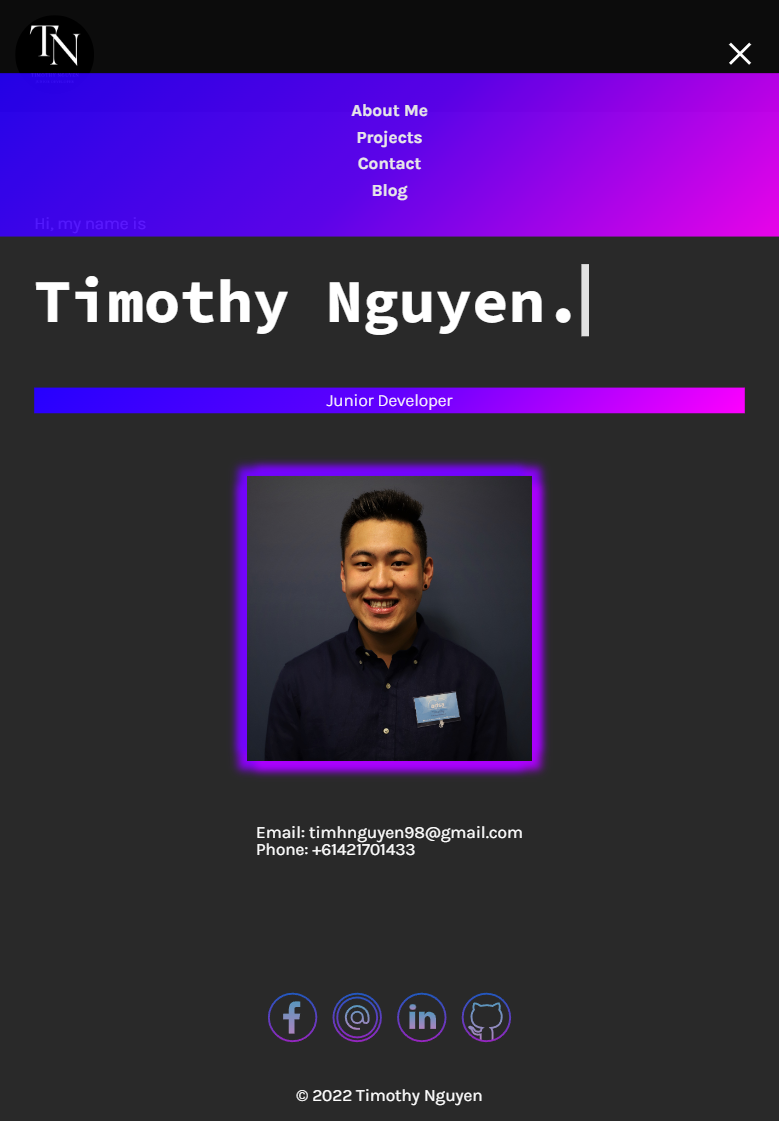 TN
About Me
Projects
Contact
Blog
Hi, my name is
Timothy Nguyen.
Junior Developer
Email: timhnguyen98@gmail.com
Phone: +61421701433
© 2022 Timothy Nguyen